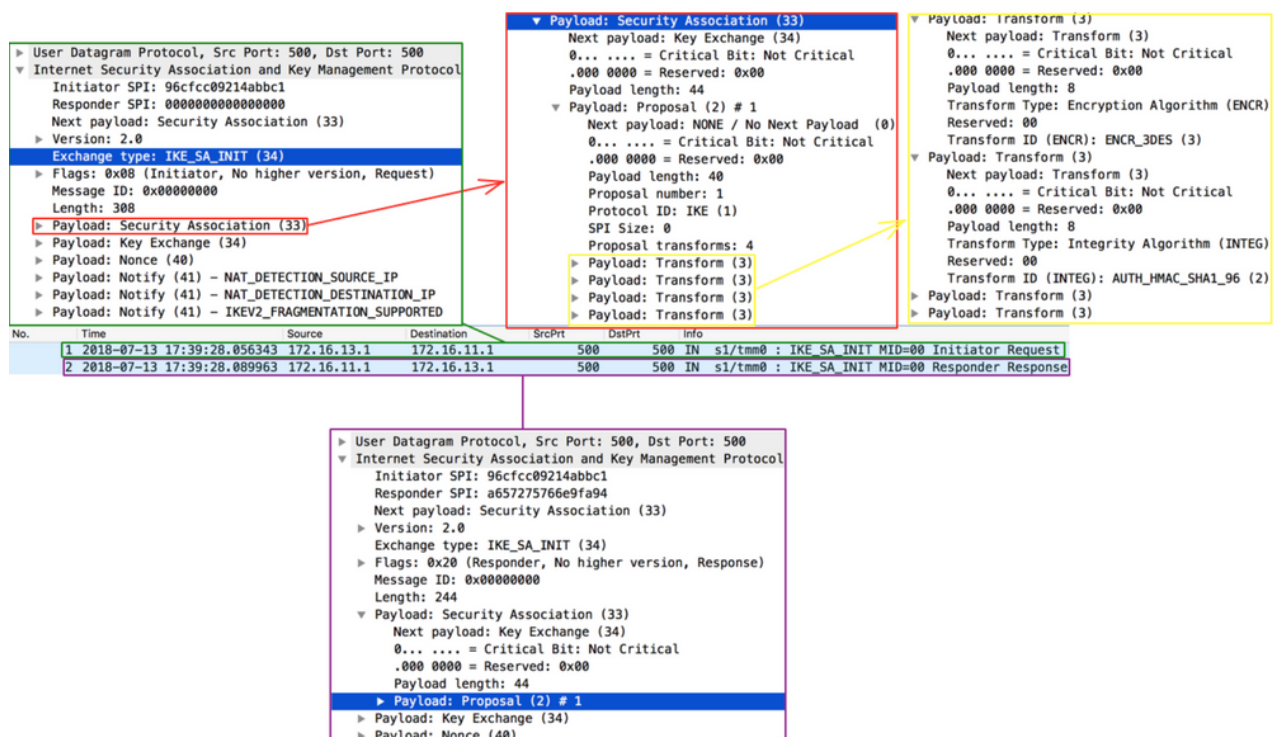 User Datagram Protocol, Src Port: 500, Dst Port: 500
Internet Security Association and Key Management Protocol
Initiator SPI: 96cfcc09214abbc1
Responder SPI: 0000000000000000
Next payload: Security Association (33)
Version: 2.0
Exchange type: IKE_SA_INIT (34)
Flags: 0x08 (Initiator, No higher version, Request)
Message ID: 0x00000000
Length: 308
Payload: Security Association (33)
Payload: Key Exchange (34)
Payload: Nonce (40)
Payload: Notify (41) – NAT_DETECTION_SOURCE_IP
Payload: Notify (41) – NAT_DETECTION_DESTINATION_IP
Payload: Notify (41) – IKEV2_FRAGMENTATION_SUPPORTED
Payload: Security Association (33)
Next payload: Key Exchange (34)
0... .... = Critical Bit: Not Critical
.000 0000 = Reserved: 0x00
Payload length: 44
Payload: Proposal (2) # 1
Next payload: NONE / No Next Payload (0)
0... .... = Critical Bit: Not Critical
.000 0000 = Reserved: 0x00
Payload length: 40
Proposal number: 1
Protocol ID: IKE (1)
SPI Size: 0
Proposal transforms: 4
Payload: Transform (3)
Payload: Transform (3)
Payload: Transform (3)
Payload: Transform (3)
Payload: Transform (3)
Next payload: Transform (3)
0... .... = Critical Bit: Not Critical
.000 0000 = Reserved: 0x00
Payload length: 8
Transform Type: Encryption Algorithm (ENCR)
Reserved: 00
Transform ID (ENCR): ENCR_3DES (3)
Payload: Transform (3)
Next payload: Transform (3)
0... .... = Critical Bit: Not Critical
.000 0000 = Reserved: 0x00
Payload length: 8
Transform Type: Integrity Algorithm (INTEG)
Reserved: 00
Transform ID (INTEG): AUTH_HMAC_SHA1_96 (2)
Payload: Transform (3)
Payload: Transform (3)
No. Time Source Destination SrcPrt DstPrt Info
1 2018-07-13 17:39:28.056343 172.16.13.1 172.16.11.1 500 500 IN s1/tmm0 : IKE_SA_INIT MID=00 Initiator Request
2 2018-07-13 17:39:28.089963 172.16.11.1 172.16.13.1 500 500 IN s1/tmm0 : IKE_SA_INIT MID=00 Responder Response
User Datagram Protocol, Src Port: 500, Dst Port: 500
Internet Security Association and Key Management Protocol
Initiator SPI: 96cfcc09214abbc1
Responder SPI: a657275766e9fa94
Next payload: Security Association (33)
Version: 2.0
Exchange type: IKE_SA_INIT (34)
Flags: 0x20 (Responder, No higher version, Response)
Message ID: 0x00000000
Length: 244
Payload: Security Association (33)
Next payload: Key Exchange (34)
0... .... = Critical Bit: Not Critical
.000 0000 = Reserved: 0x00
Payload length: 44
Payload: Proposal (2) # 1
Payload: Key Exchange (34)
Payload: Nonce (40)